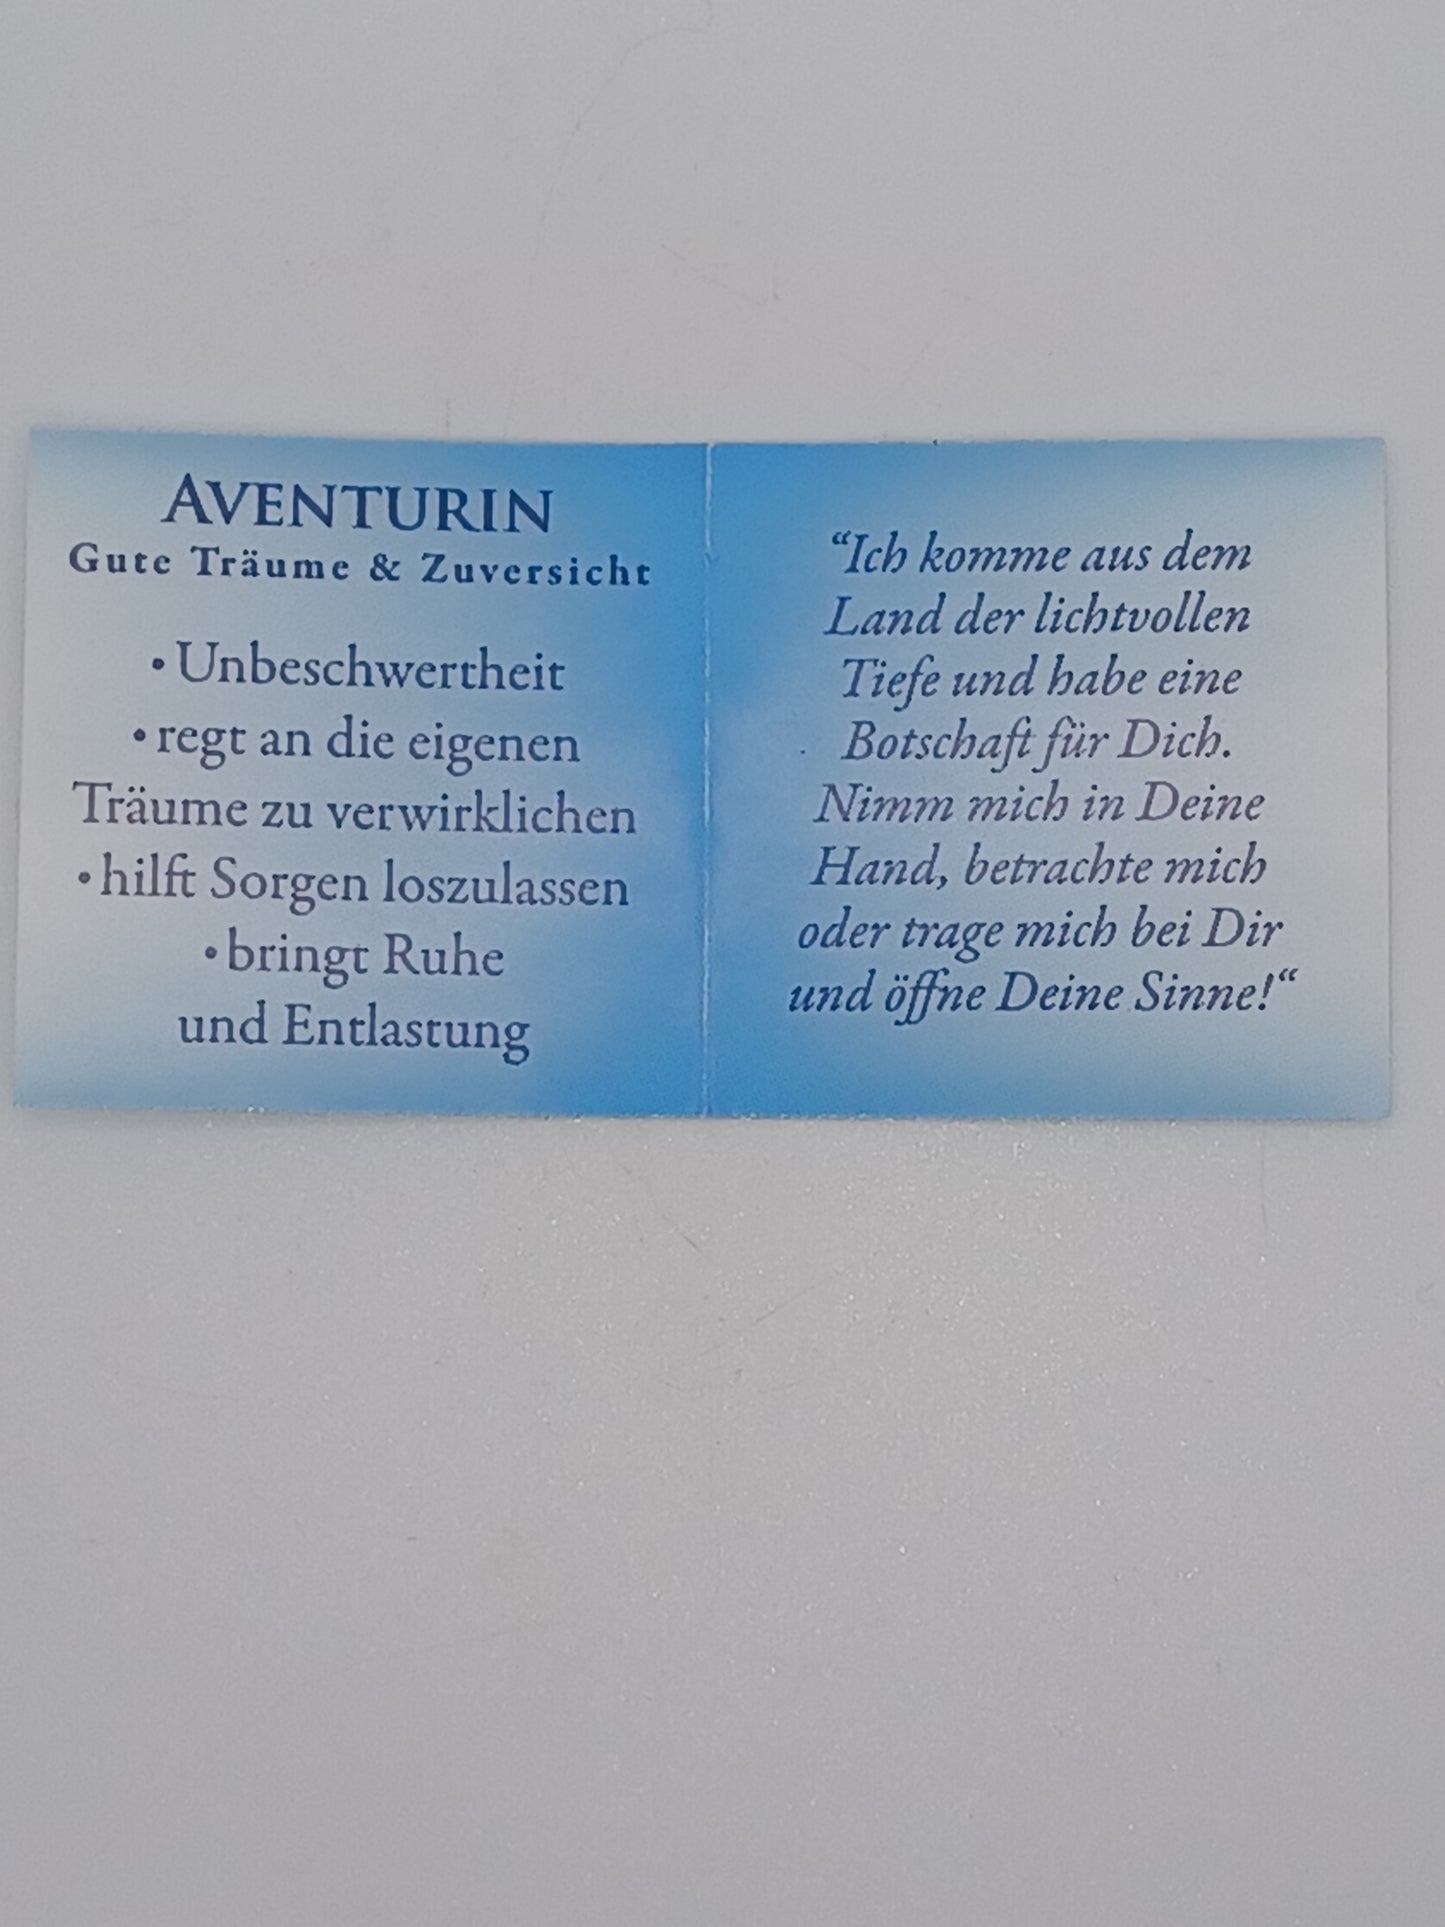 AVENTURIN
Gute Träume & Zuversicht
• Unbeschwertheit
• regt an die eigenen
Träume zu verwirklichen
• hilft Sorgen loszulassen
• bringt Ruhe
und Entlastung
“Ich komme aus dem
Land der lichtvollen
Tiefe und habe eine
Botschaft für Dich.
Nimm mich in Deine
Hand, betrachte mich
oder trage mich bei Dir
und öffne Deine Sinne!“